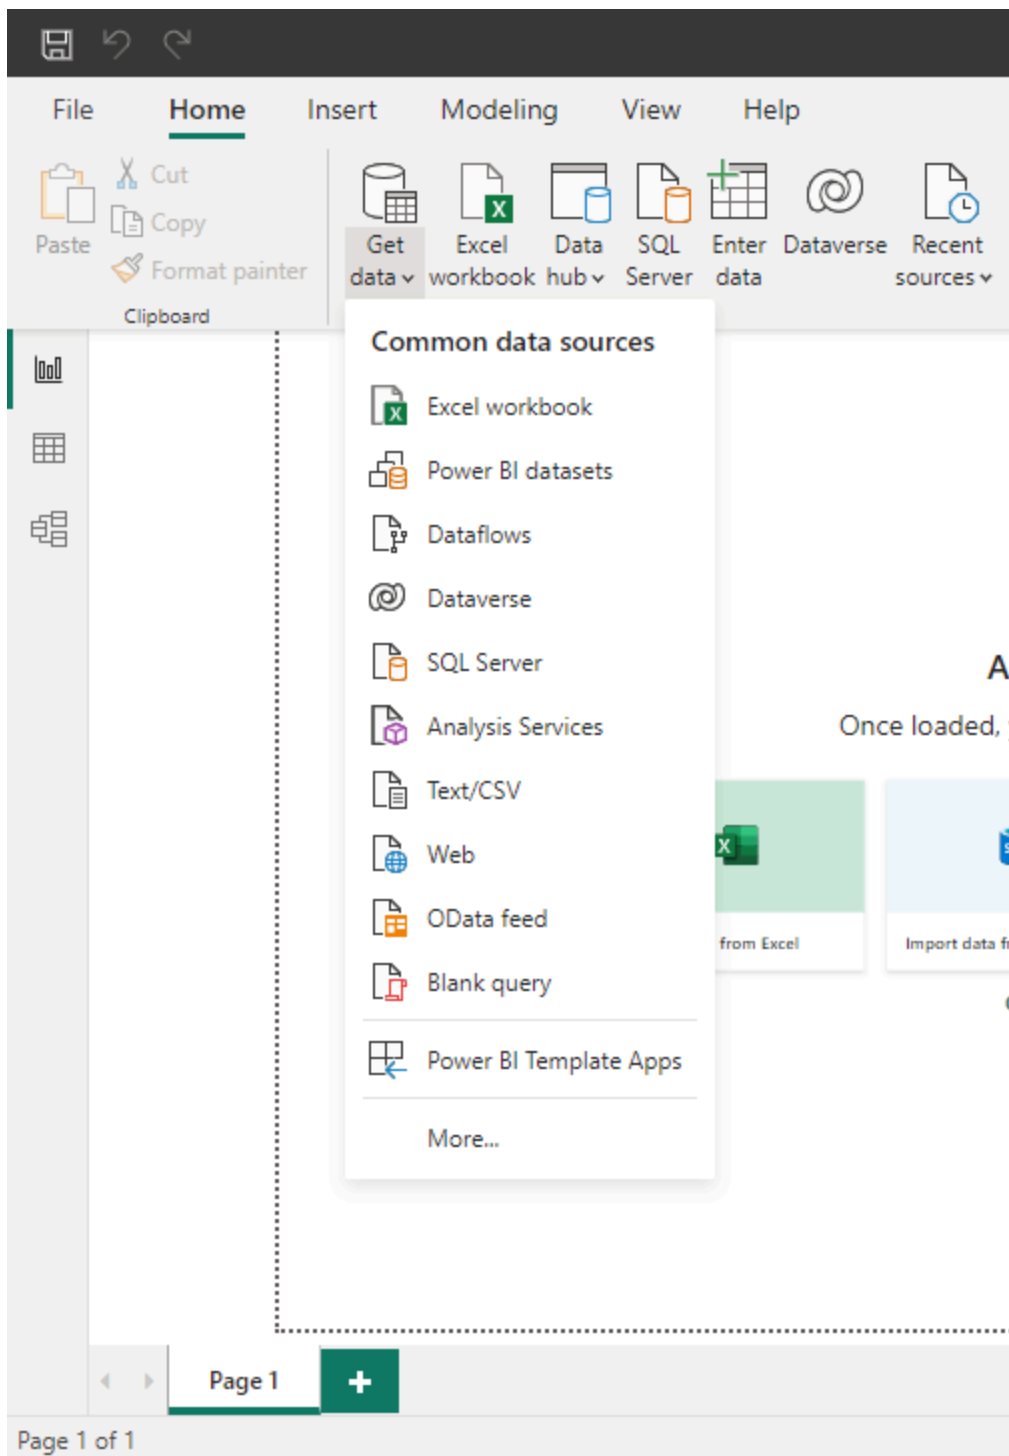 File Home Insert Modeling View Help
Paste
Cut
Copy
Format painter
Clipboard
Get data
Excel workbook
Data hub
SQL Server
Enter data
Dataverse
Recent sources
Common data sources
Excel workbook
Power BI datasets
Dataflows
Dataverse
SQL Server
Analysis Services
Text/CSV
Web
OData feed
Blank query
Power BI Template Apps
More...
A
Once loaded,
from Excel
Import data
Page 1
Page 1 of 1